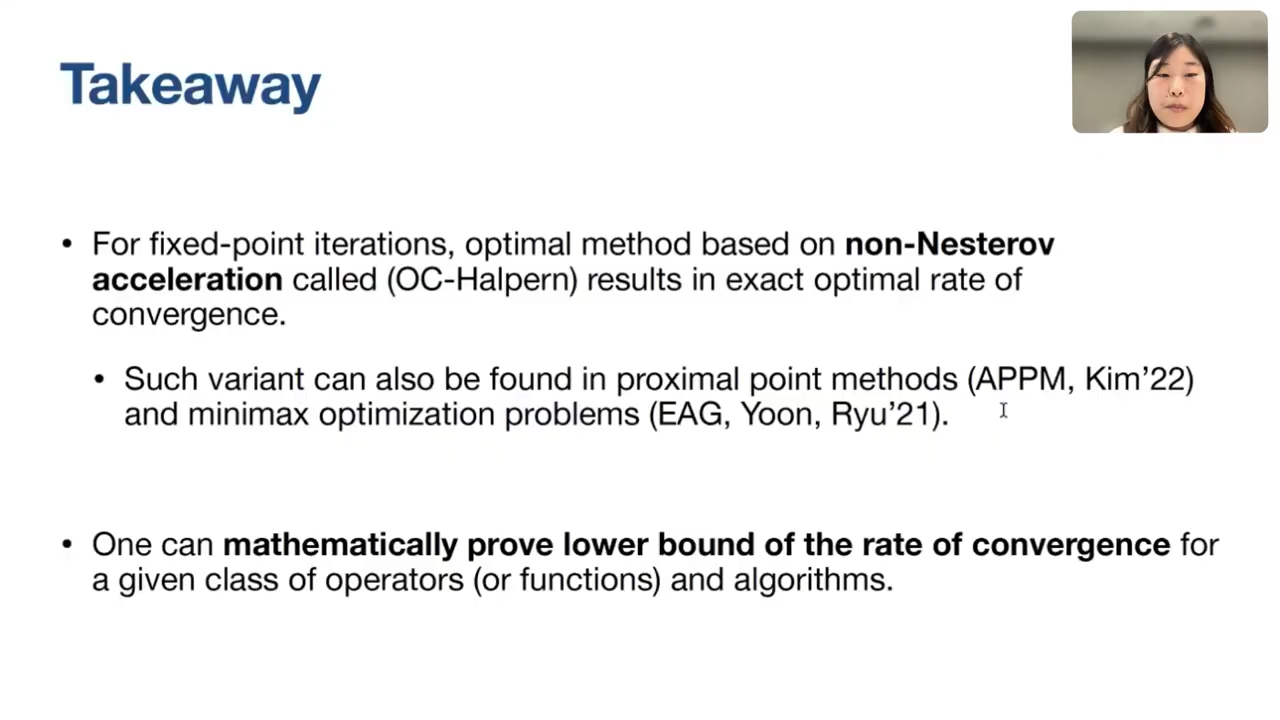 Takeaway
• For fixed-point iterations, optimal method based on non-Nesterov
acceleration called (OC-Halpern) results in exact optimal rate of
convergence.
• Such variant can also be found in proximal point methods (APPM, Kim’22)
and minimax optimization problems (EAG, Yoon, Ryu’21).
• One can mathematically prove lower bound of the rate of convergence for
a given class of operators (or functions) and algorithms.